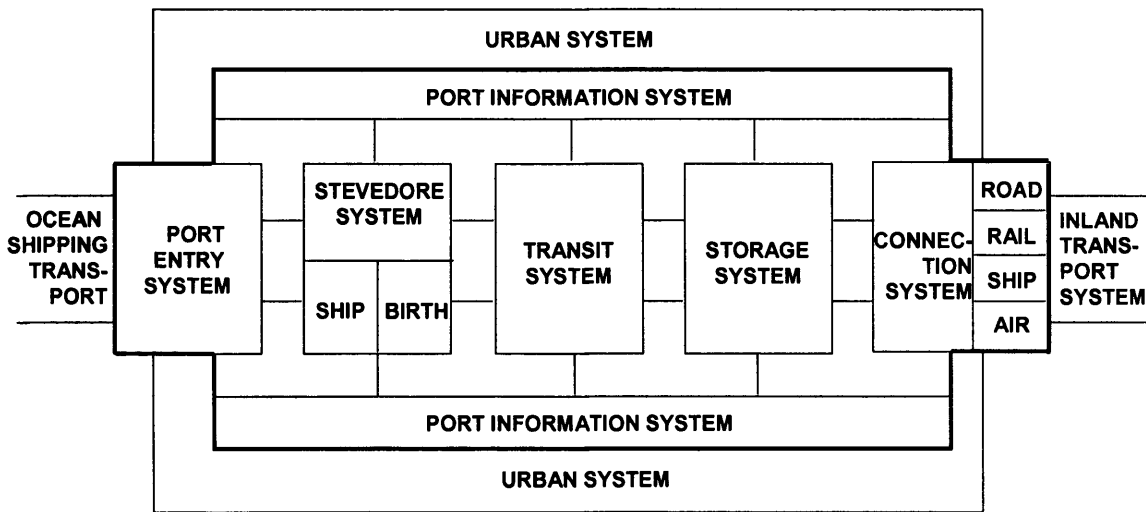 URBAN SYSTEM
PORT INFORMATION SYSTEM
OCEAN
SHIPPING
TRANS-
PORT
PORT
ENTRY
SYSTEM
STEVEDORE
SYSTEM
SHIP
BIRTH
TRANSIT
SYSTEM
STORAGE
SYSTEM
CONNEC-
TION
SYSTEM
ROAD
RAIL
SHIP
AIR
INLAND
TRANS-
PORT
SYSTEM
PORT INFORMATION SYSTEM
URBAN SYSTEM